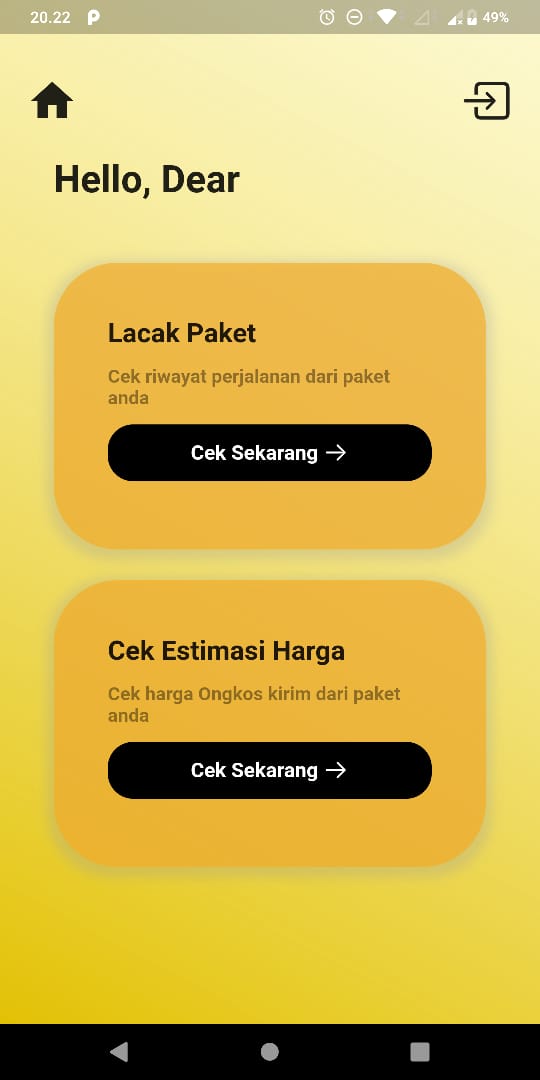 20.22
49%
Hello, Dear
Lacak Paket
Cek riwayat perjalanan dari paket
anda
Cek Sekarang →
Cek Estimasi Harga
Cek harga Ongkos kirim dari paket
anda
Cek Sekarang →